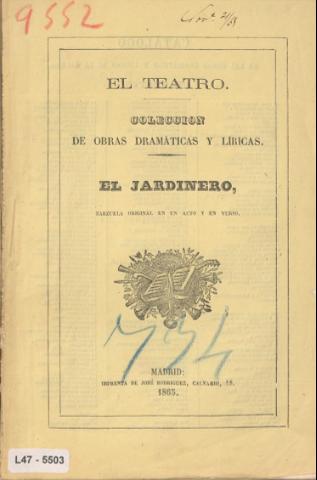 9552
EL TEATRO.
COLECCION
DE OBRAS DRAMÁTICAS Y LÍRICAS.
EL JARDINERO,
ZARZUELA ORIGINAL EN UN ACTO Y EN VERSO.
734
MADRID:
IMPRENTA DE JOSÉ RODRIGUEZ, CALVARIO, 18.
1863.
L47 - 5503